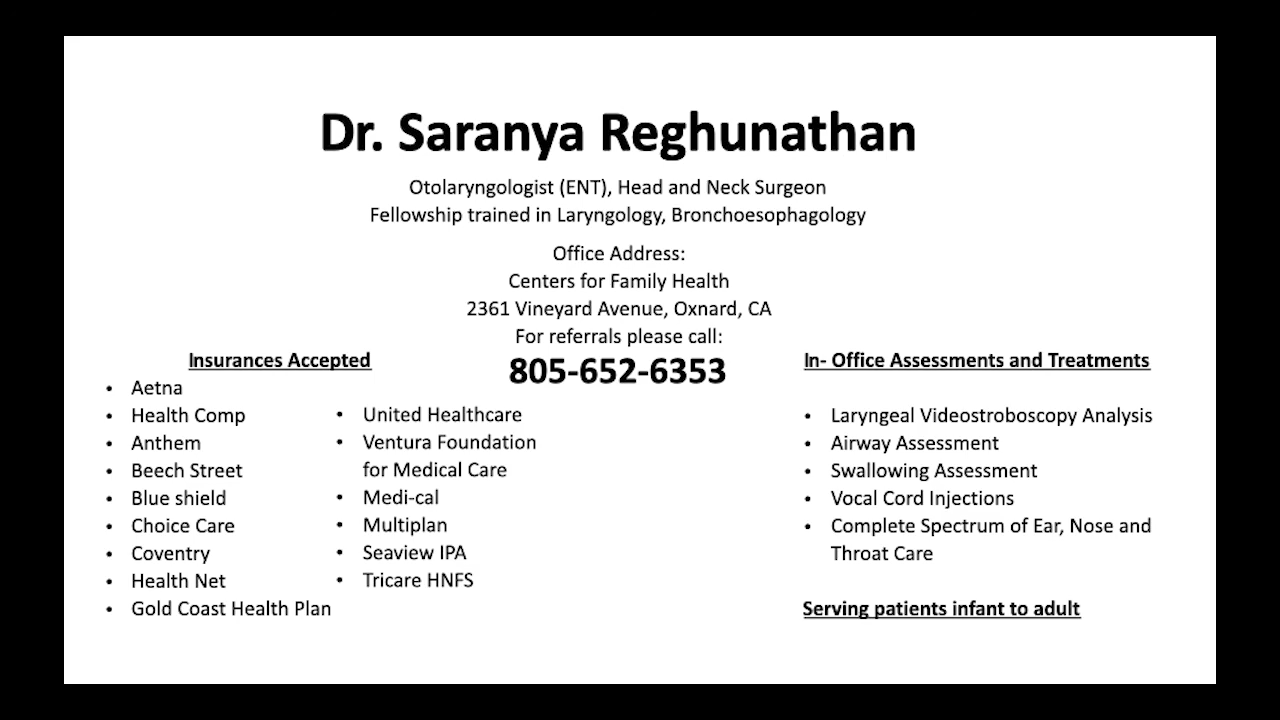 Dr. Saranya Reghunathan
Otolaryngologist (ENT), Head and Neck Surgeon
Fellowship trained in Laryngology, Bronchoesophagology
Office Address:
Centers for Family Health
2361 Vineyard Avenue, Oxnard, CA
For referrals please call:
805-652-6353
Insurances Accepted
• Aetna
• Health Comp
• Anthem
• Beech Street
• Blue shield
• Choice Care
• Coventry
• Health Net
• Gold Coast Health Plan
• United Healthcare
• Ventura Foundation
for Medical Care
• Medi-cal
• Multiplan
• Seaview IPA
• Tricare HNFS
In- Office Assessments and Treatments
• Laryngeal Videostroboscopy Analysis
• Airway Assessment
• Swallowing Assessment
• Vocal Cord Injections
• Complete Spectrum of Ear, Nose and
Throat Care
Serving patients infant to adult